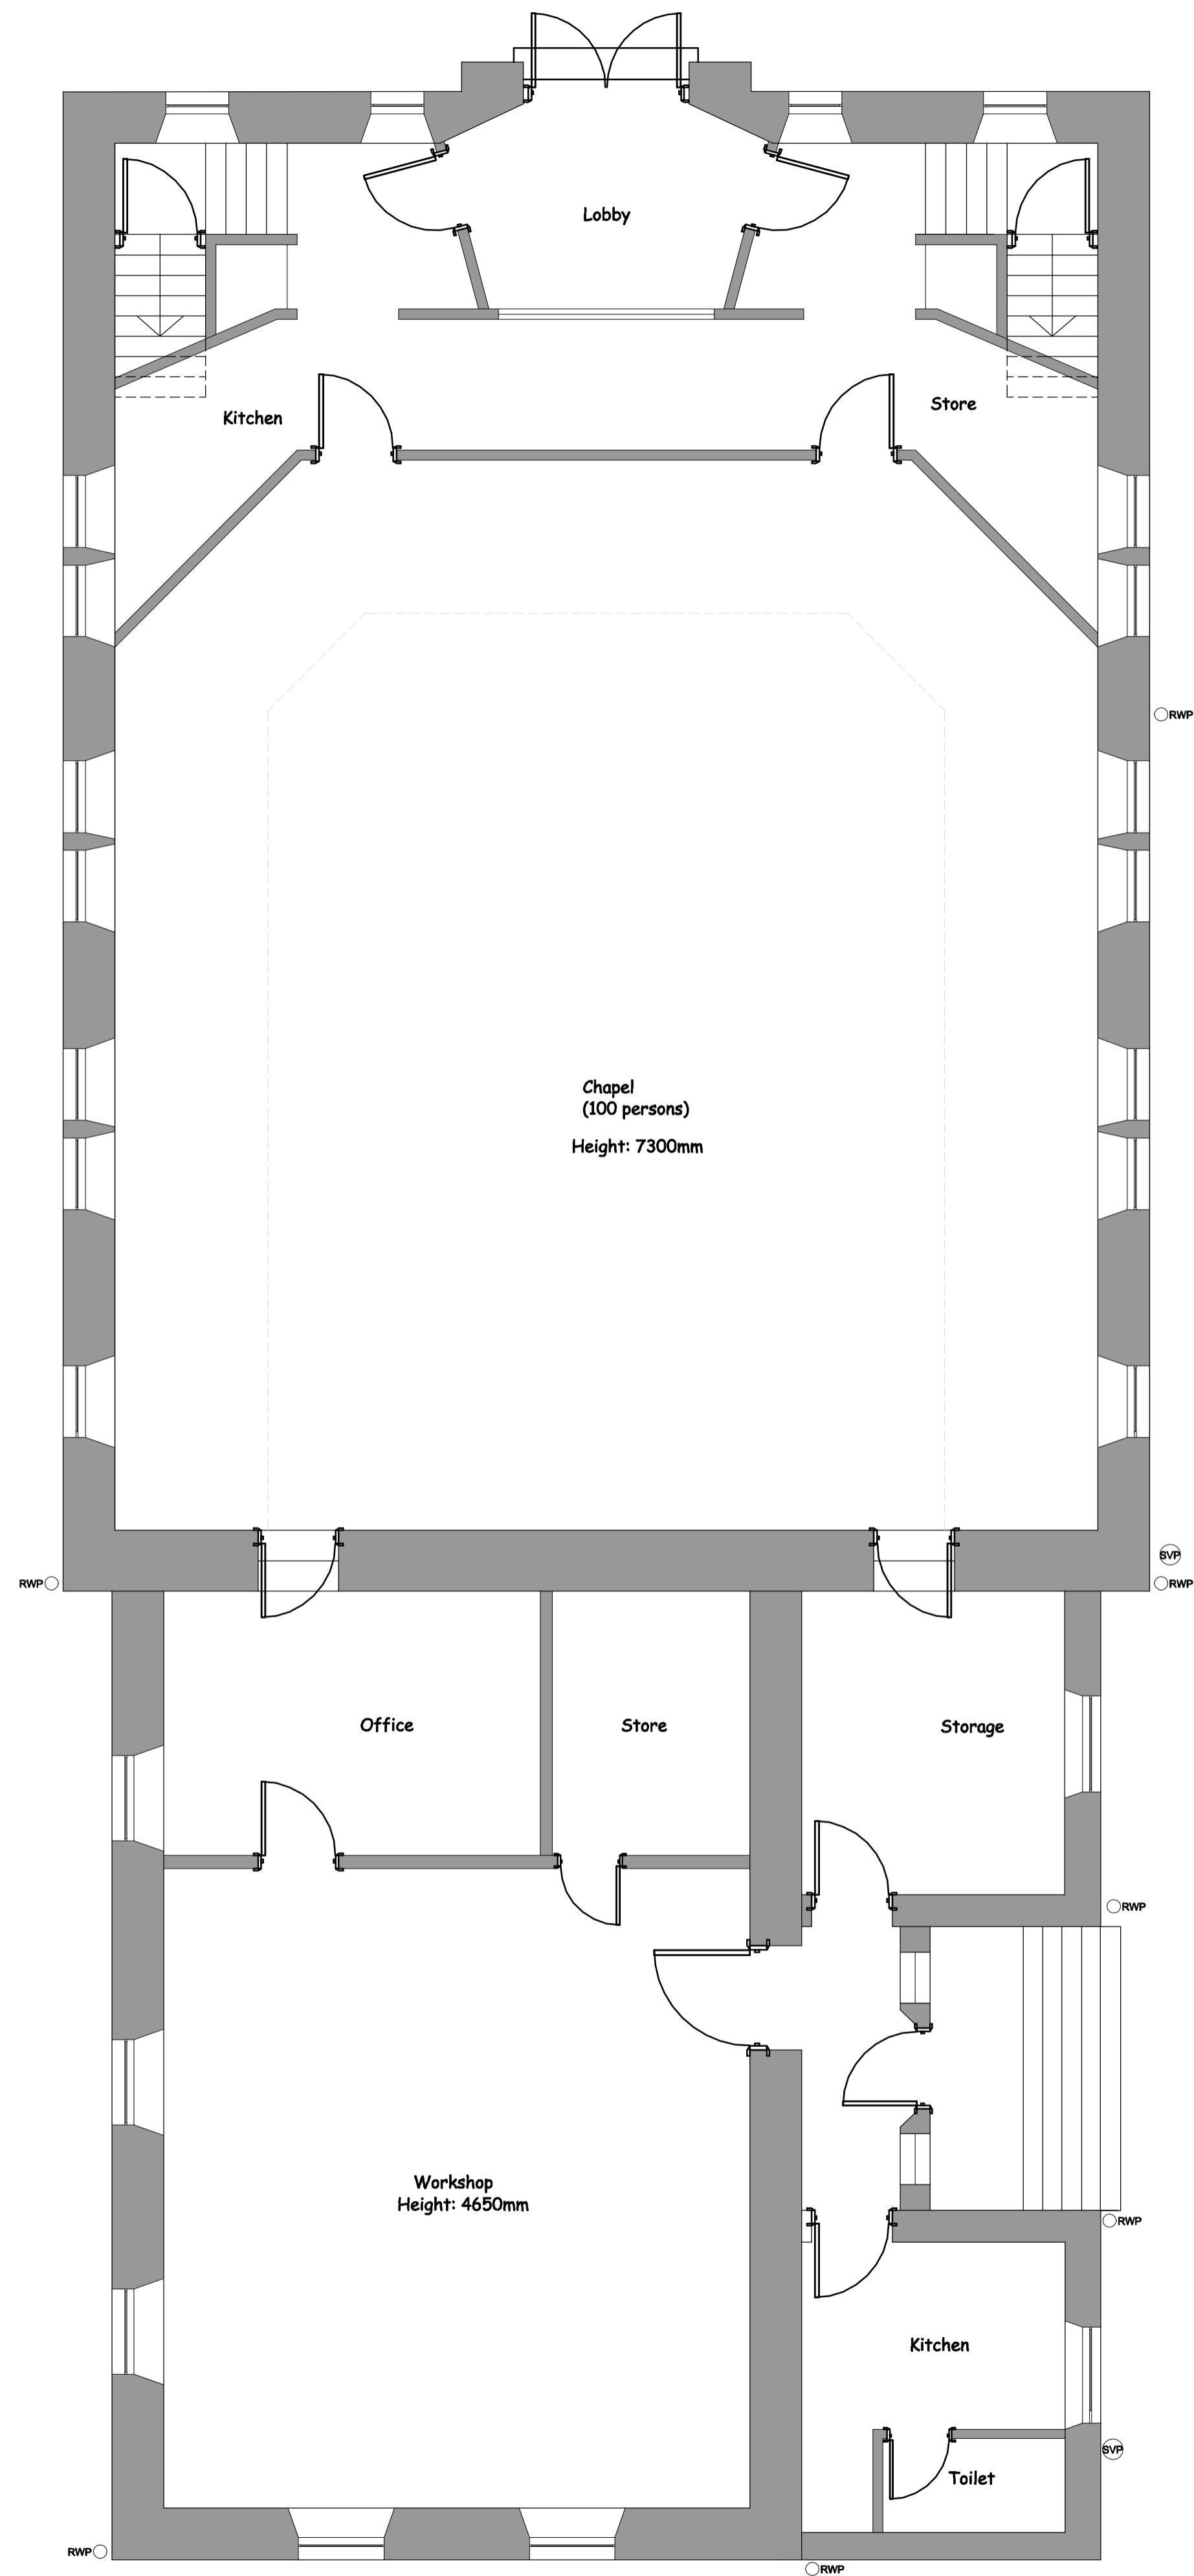 Lobby
Kitchen
Store
RWP
Chapel
(100 persons)
Height: 7300mm
SVP
RWP
RWP
Office
Store
Storage
RWP
Workshop
Height: 4650mm
RWP
Kitchen
SVP
Toilet
RWP
RWP